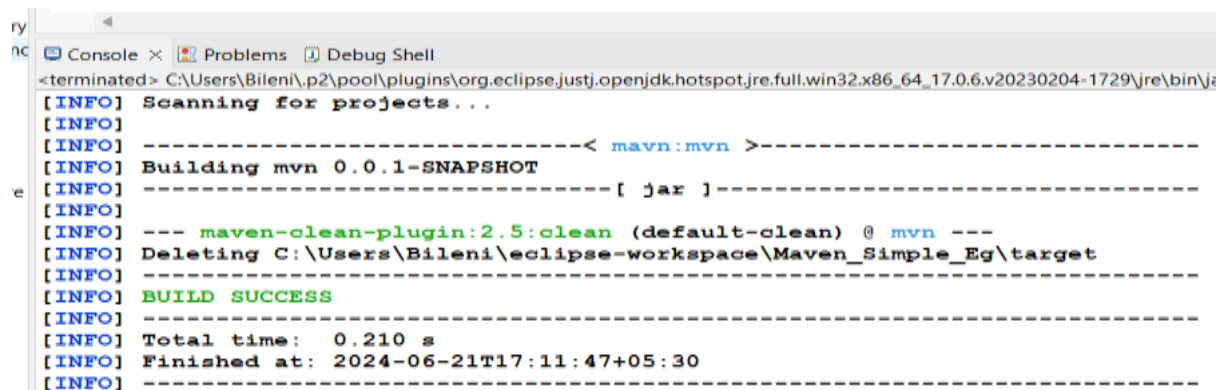 ry
Console × Problems Debug Shell
<terminated> C:\Users\Bileni\.p2\pool\plugins\org.eclipse.justj.openjdk.hotspot.jre.full.win32.x86_64_17.0.6.v20230204-1729\jre\bin\ja
[INFO] Scanning for projects...
[INFO]
[INFO] ------------------------------< mavn:mvn >------------------------------
[INFO] Building mvn 0.0.1-SNAPSHOT
[INFO] --------------------------------[ jar ]---------------------------------
[INFO]
[INFO] --- maven-clean-plugin:2.5:clean (default-clean) @ mvn ---
[INFO] Deleting C:\Users\Bileni\eclipse-workspace\Maven_Simple_Eg\target
[INFO] ------------------------------------------------------------------------
[INFO] BUILD SUCCESS
[INFO] ------------------------------------------------------------------------
[INFO] Total time:  0.210 s
[INFO] Finished at: 2024-06-21T17:11:47+05:30
[INFO] ------------------------------------------------------------------------